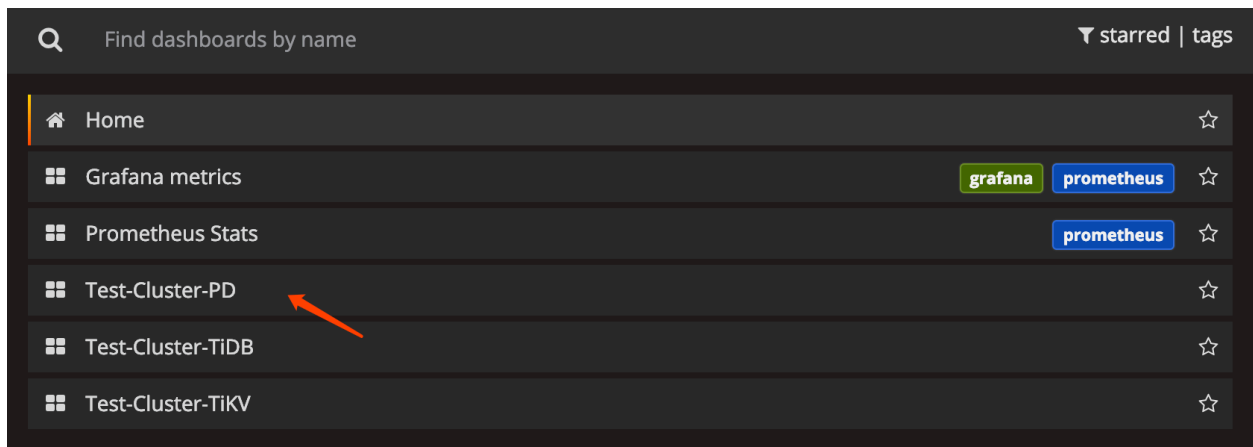 Find dashboards by name
starred | tags
Home
Grafana metrics grafana prometheus
Prometheus Stats prometheus
Test-Cluster-PD
Test-Cluster-TiDB
Test-Cluster-TiKV